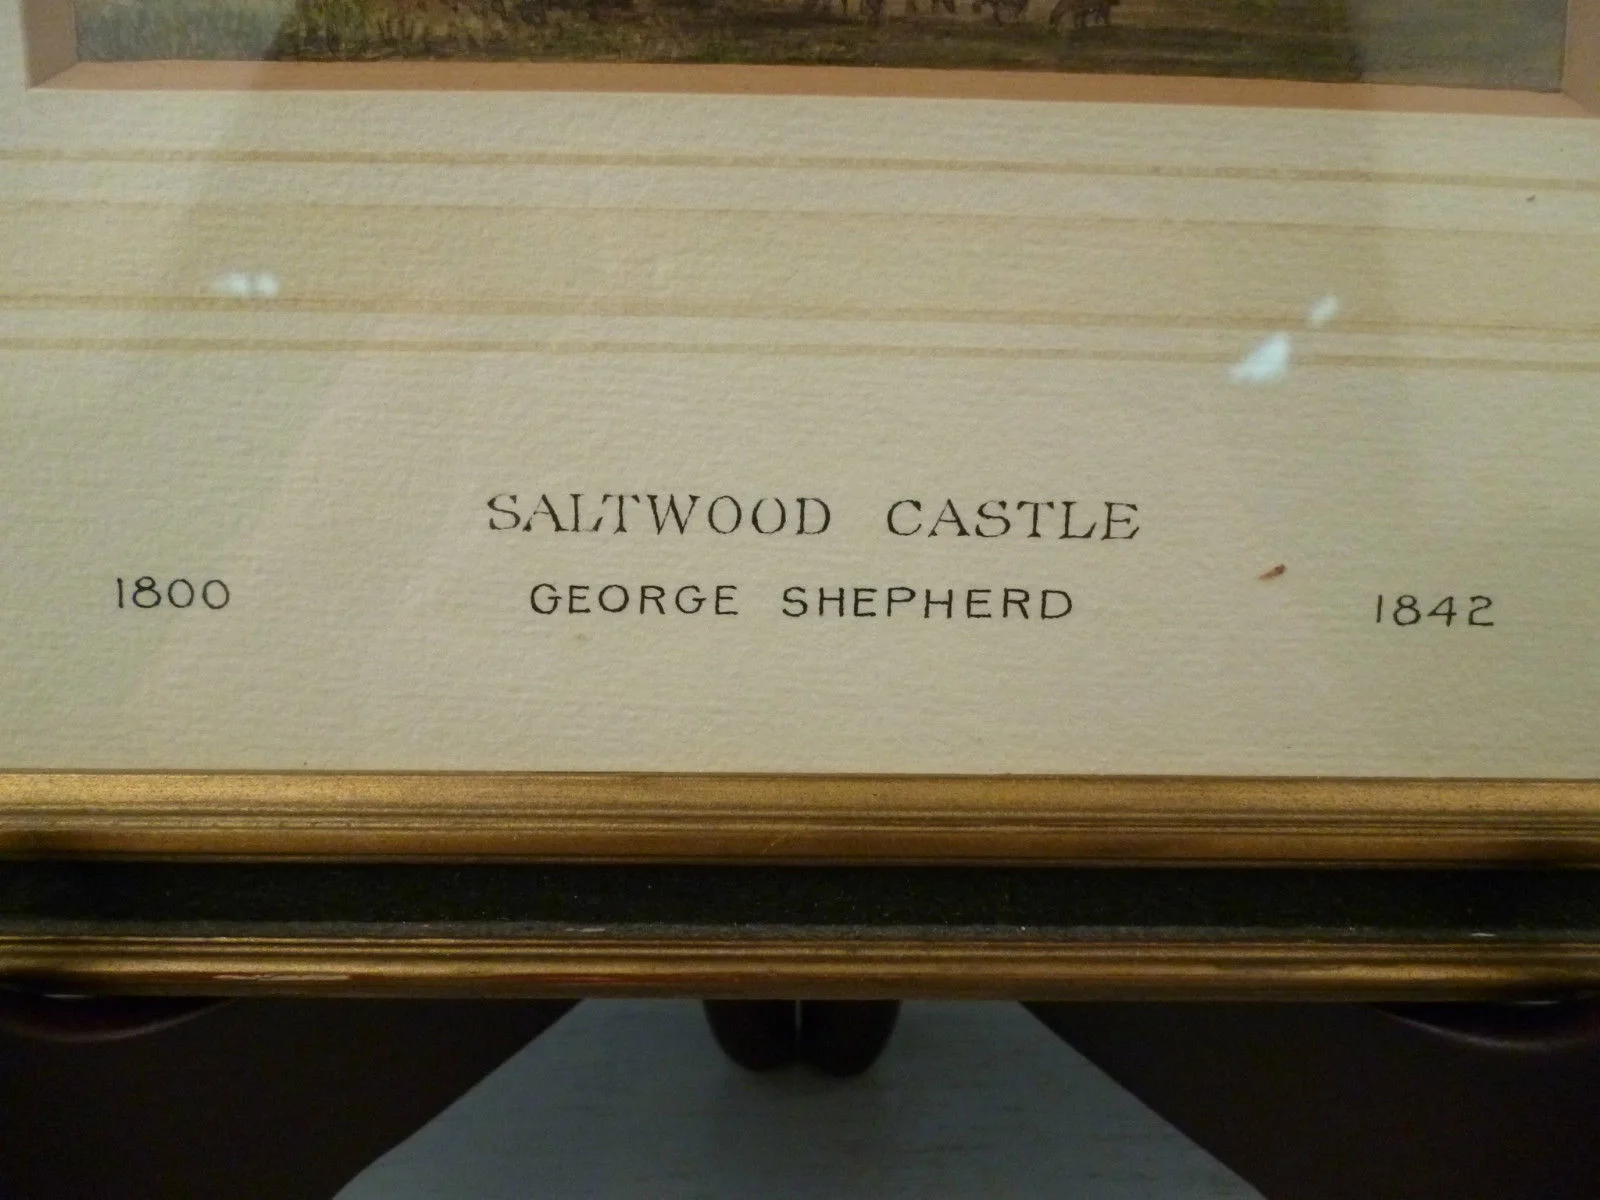 SALTWOOD CASTLE
1800 GEORGE SHEPHERD 1842